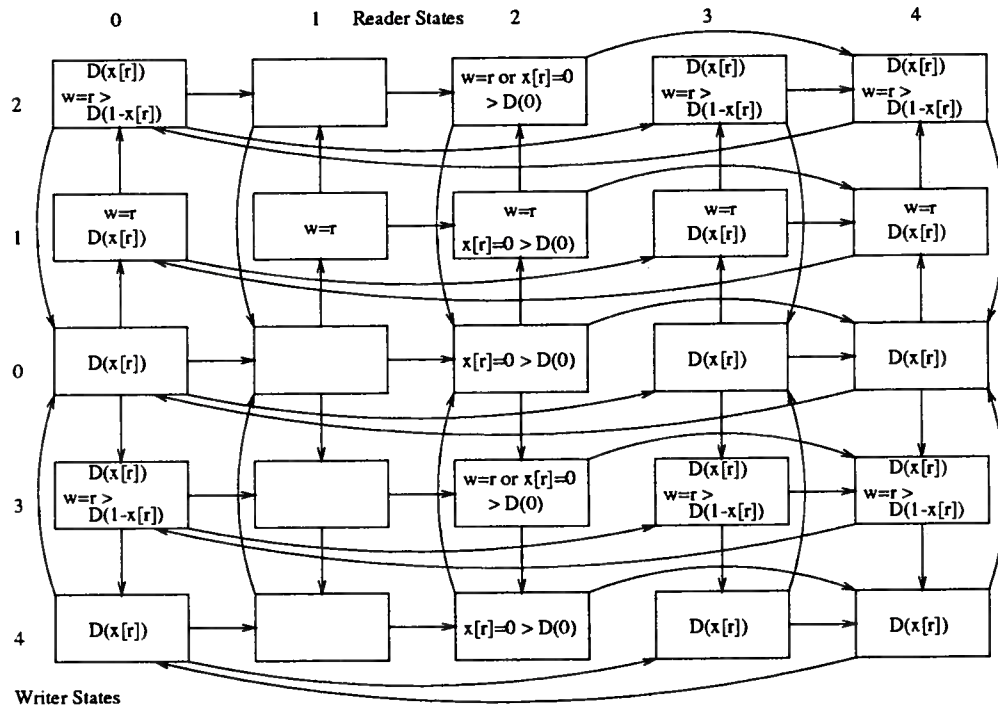 0 1 Reader States 2 3 4
2
D(x[r])
w=r >
D(1-x[r])
w=r or x[r]=0
> D(0)
D(x[r])
w=r >
D(1-x[r])
D(x[r])
w=r >
D(1-x[r])
1
w=r
D(x[r])
w=r
w=r
x[r]=0 > D(0)
w=r
D(x[r])
w=r
D(x[r])
0
D(x[r])
x[r]=0 > D(0)
D(x[r])
D(x[r])
3
D(x[r])
w=r >
D(1-x[r])
w=r or x[r]=0
> D(0)
D(x[r])
w=r >
D(1-x[r])
D(x[r])
w=r >
D(1-x[r])
4
D(x[r])
x[r]=0 > D(0)
D(x[r])
D(x[r])
Writer States